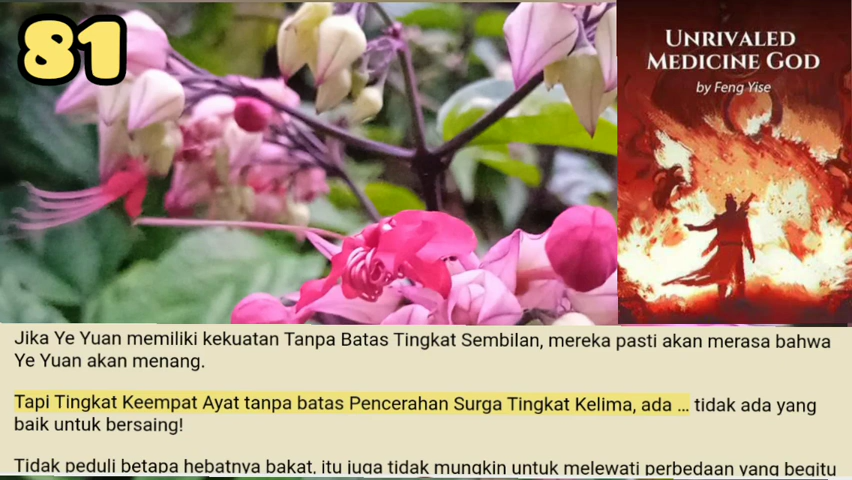 81
UNRIVALED
MEDICINE GOD
by Feng Yise
Jika Ye Yuan memiliki kekuatan Tanpa Batas Tingkat Sembilan, mereka pasti akan merasa bahwa
Ye Yuan akan menang.
Tapi Tingkat Keempat Ayat tanpa batas Pencerahan Surga Tingkat Kelima, ada ... tidak ada yang
baik untuk bersaing!
Tidak peduli betapa hebatnya bakat, itu juga tidak mungkin untuk melewati perbedaan yang begitu